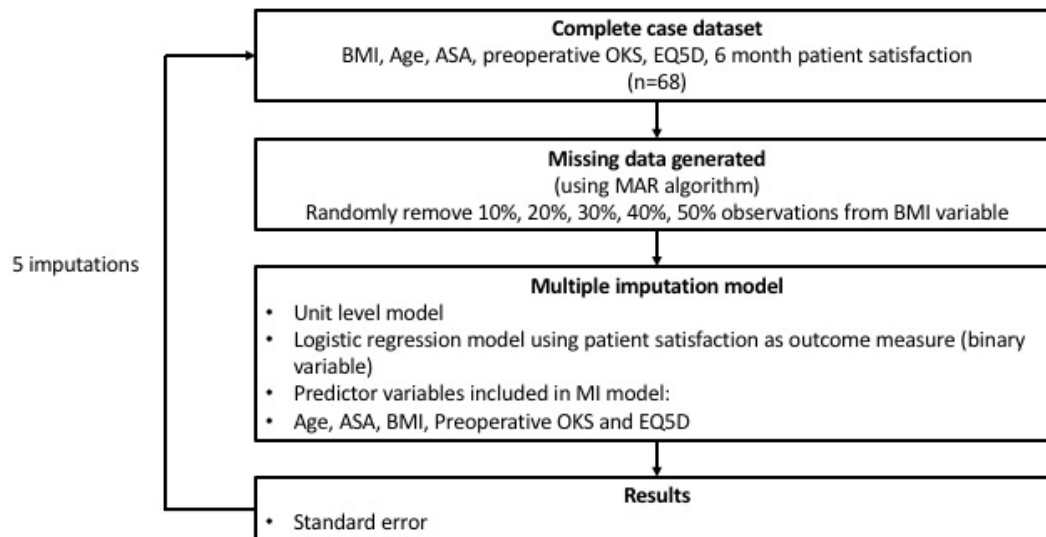 Complete case dataset
BMI, Age, ASA, preoperative OKS, EQ5D, 6 month patient satisfaction
(n=68)
Missing data generated
(using MAR algorithm)
Randomly remove 10%, 20%, 30%, 40%, 50% observations from BMI variable
5 imputations
Multiple imputation model
• Unit level model
• Logistic regression model using patient satisfaction as outcome measure (binary
variable)
• Predictor variables included in MI model:
• Age, ASA, BMI, Preoperative OKS and EQ5D
Results
• Standard error